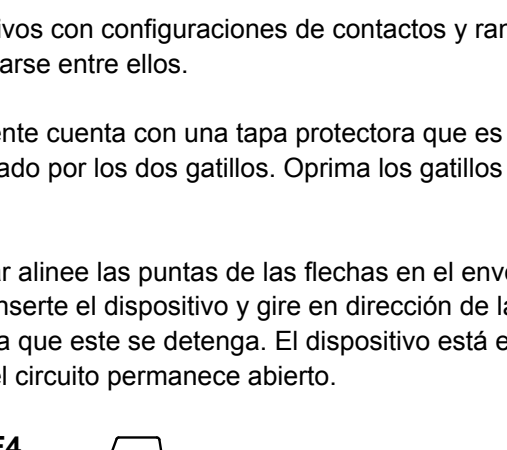 ivos con configuraciones de contactos y ran
arse entre ellos.
ente cuenta con una tapa protectora que es
ado por los dos gatillos. Oprima los gatillos
r alinee las puntas de las flechas en el enve
nserte el dispositivo y gire en dirección de la
a que este se detenga. El dispositivo está e
el circuito permanece abierto.
E4